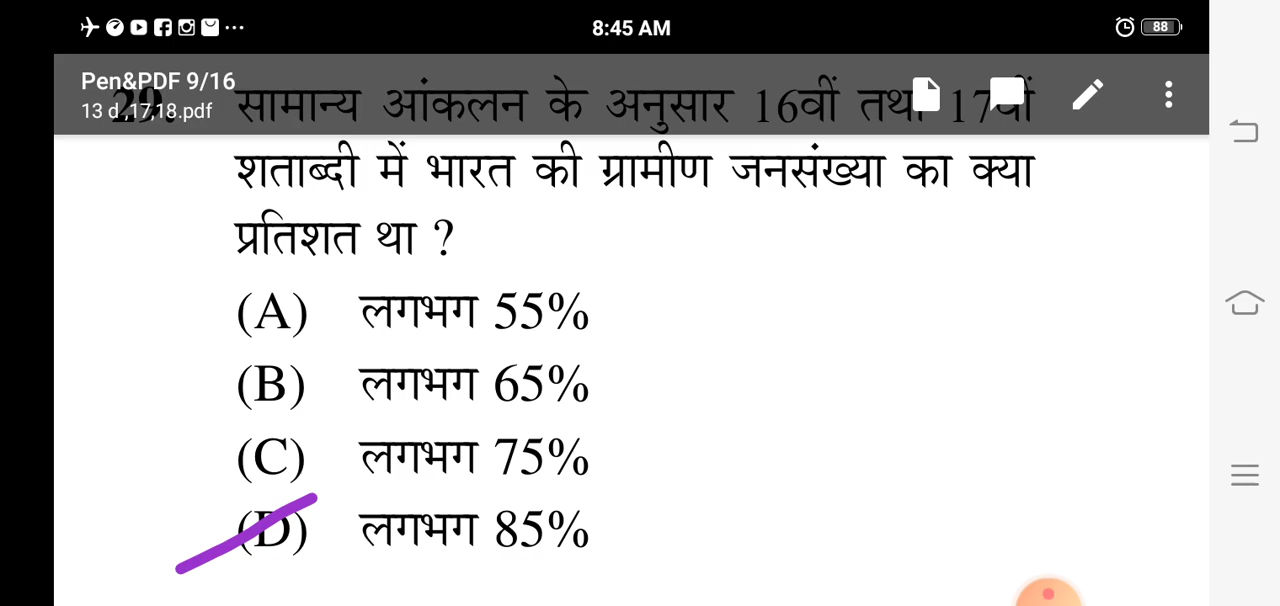 8:45 AM
88
Pen&PDF 9/16
13 d,17,18.pdf
29. सामान्य आंकलन के अनुसार 16वीं तथा 17वीं
शताब्दी में भारत की ग्रामीण जनसंख्या का क्या
प्रतिशत था ?
(A) लगभग 55%
(B) लगभग 65%
(C) लगभग 75%
(D) लगभग 85%